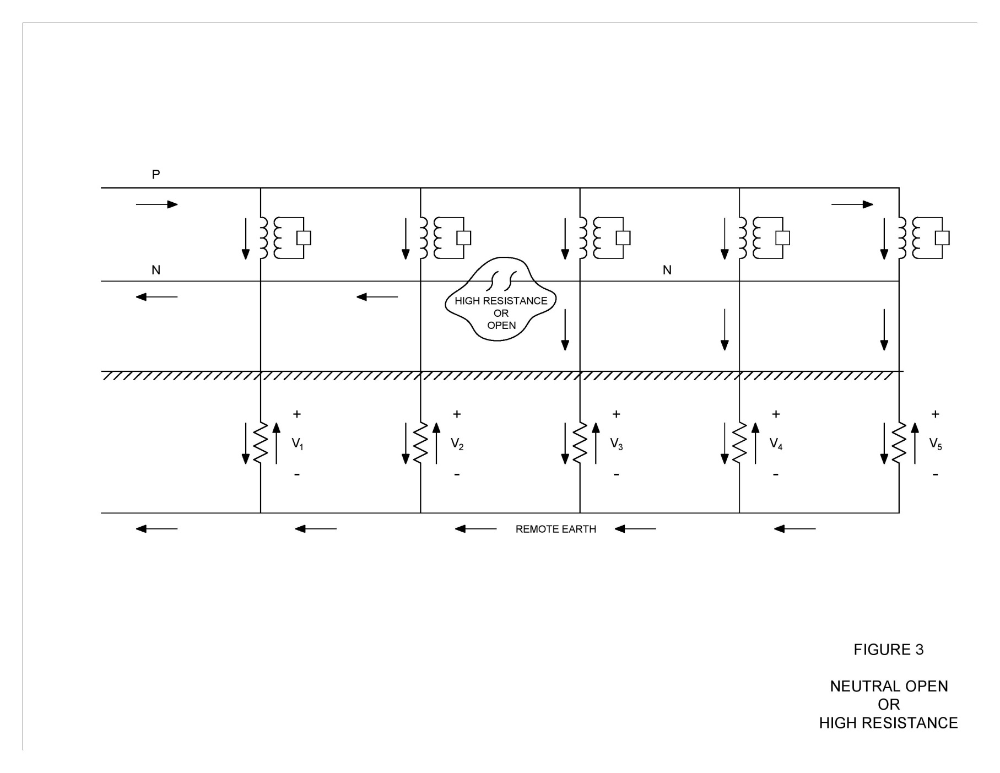 P
N
N
HIGH RESISTANCE
OR
OPEN
+ + + + +
V1 V2 V3 V4 V5
- - - - -
REMOTE EARTH
FIGURE 3
NEUTRAL OPEN
OR
HIGH RESISTANCE